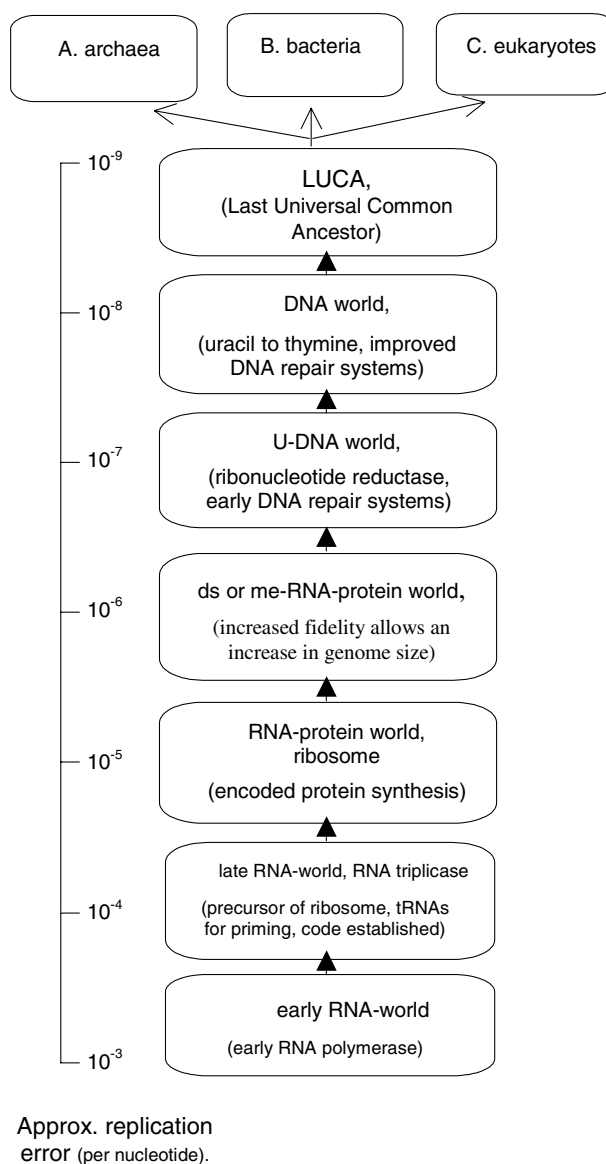 A. archaea
B. bacteria
C. eukaryotes
10⁻⁹
LUCA,
(Last Universal Common
Ancestor)
10⁻⁸
DNA world,
(uracil to thymine, improved
DNA repair systems)
10⁻⁷
U-DNA world,
(ribonucleotide reductase,
early DNA repair systems)
10⁻⁶
ds or me-RNA-protein world,
(increased fidelity allows an
increase in genome size)
10⁻⁵
RNA-protein world,
ribosome
(encoded protein synthesis)
10⁻⁴
late RNA-world, RNA triplicase
(precursor of ribosome, tRNAs
for priming, code established)
10⁻³
early RNA-world
(early RNA polymerase)
Approx. replication
error (per nucleotide).